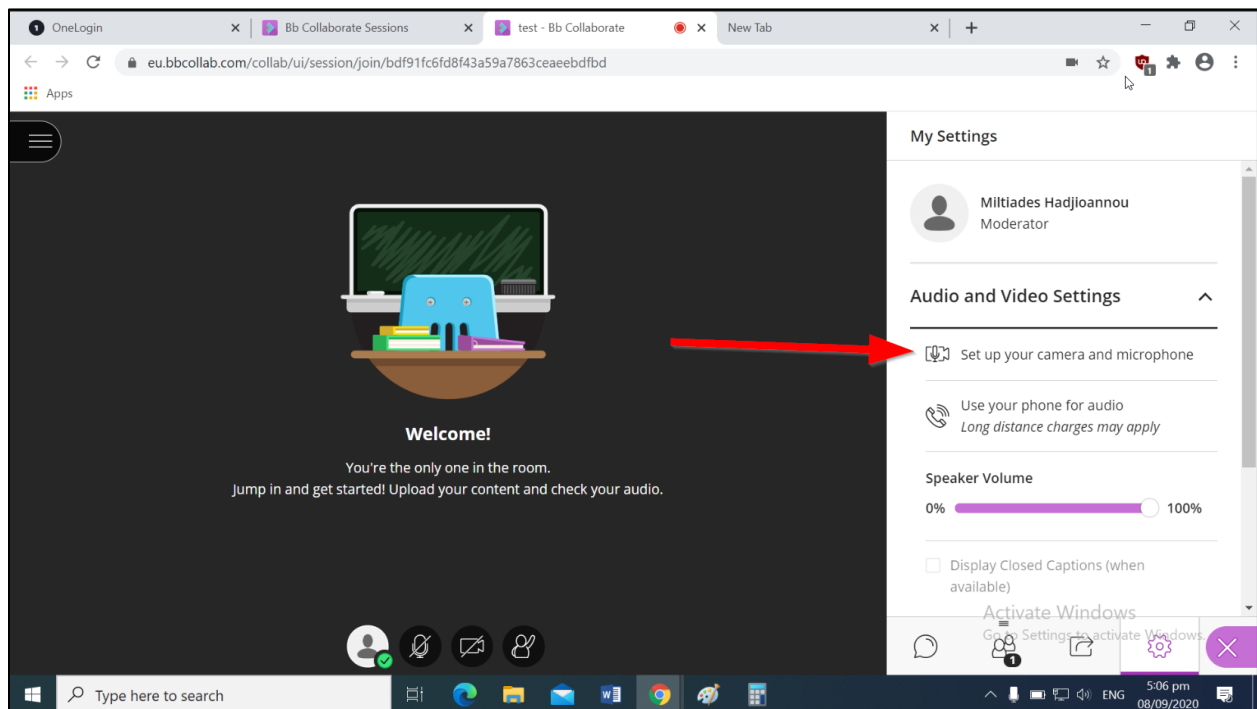 OneLogin
Bb Collaborate Sessions
test - Bb Collaborate
New Tab
eu.bbcollab.com/collab/ui/session/join/bdf91fc6fd8f43a59a7863ceaeebdfbd
1
Apps
My Settings
Miltiades Hadjioannou
Moderator
Audio and Video Settings
Set up your camera and microphone
Use your phone for audio
Long distance charges may apply
Speaker Volume
0% 100%
Display Closed Captions (when
available)
Welcome!
You're the only one in the room.
Jump in and get started! Upload your content and check your audio.
Activate Windows
Go to Settings to activate Windows.
1
Type here to search
ENG
5:06 pm
08/09/2020